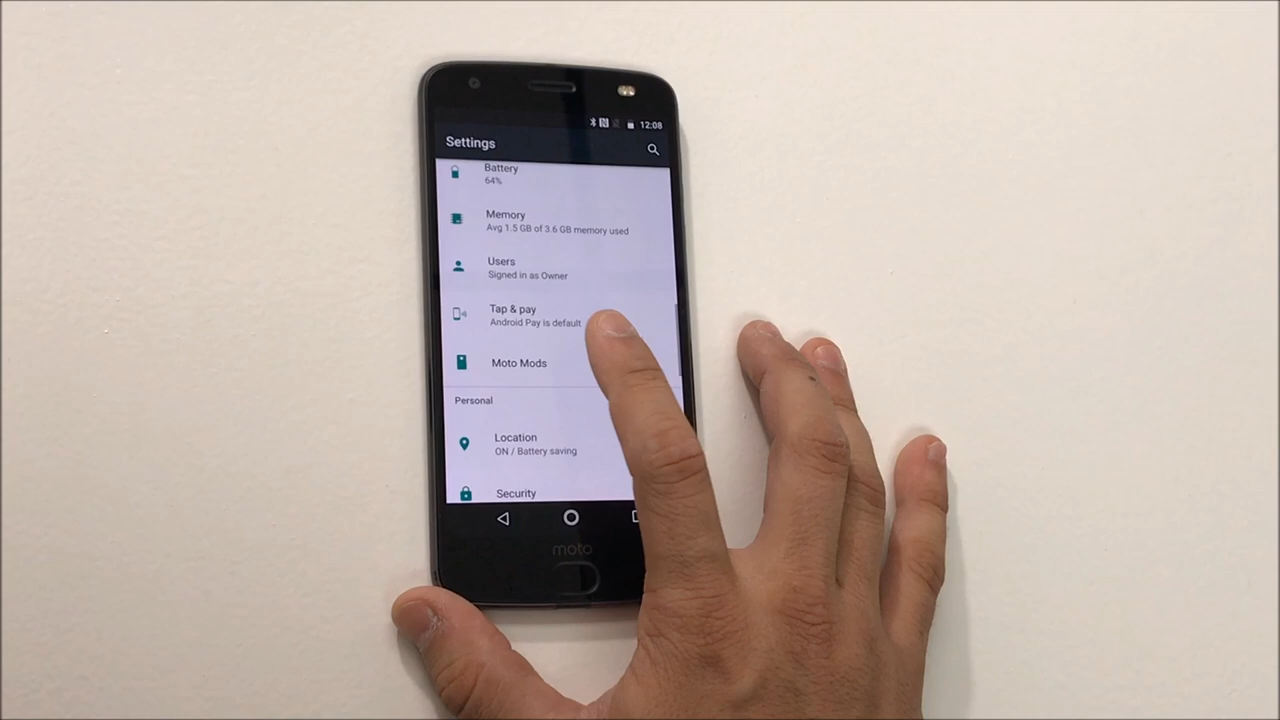 12:08
Settings
Battery
64%
Memory
Avg 1.5 GB of 3.6 GB memory used
Users
Signed in as Owner
Tap & pay
Android Pay is default
Moto Mods
Personal
Location
ON / Battery saving
Security
moto